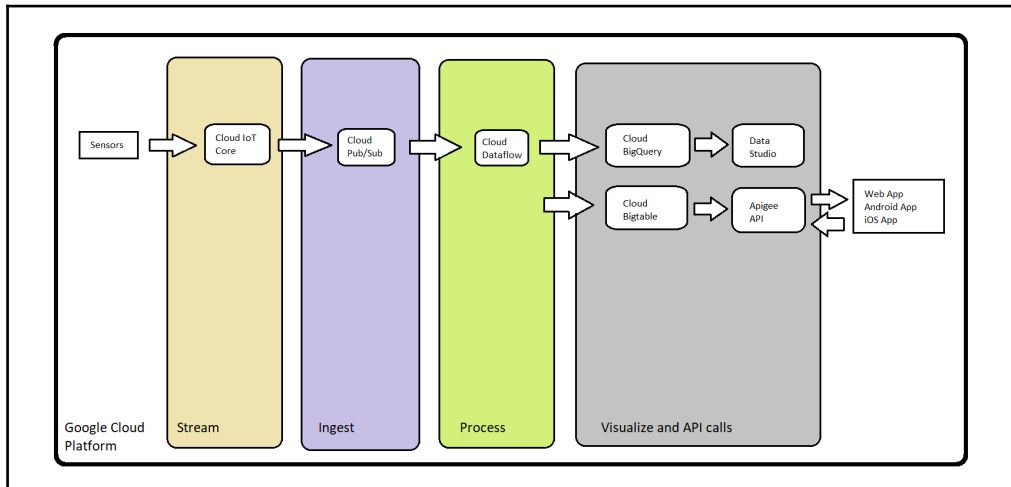 Sensors
Cloud IoT
Core
Cloud
Pub/Sub
Cloud
Dataflow
Cloud
BigQuery
Data
Studio
Cloud
Bigtable
Apigee
API
Web App
Android App
iOS App
Google Cloud
Platform
Stream
Ingest
Process
Visualize and API calls